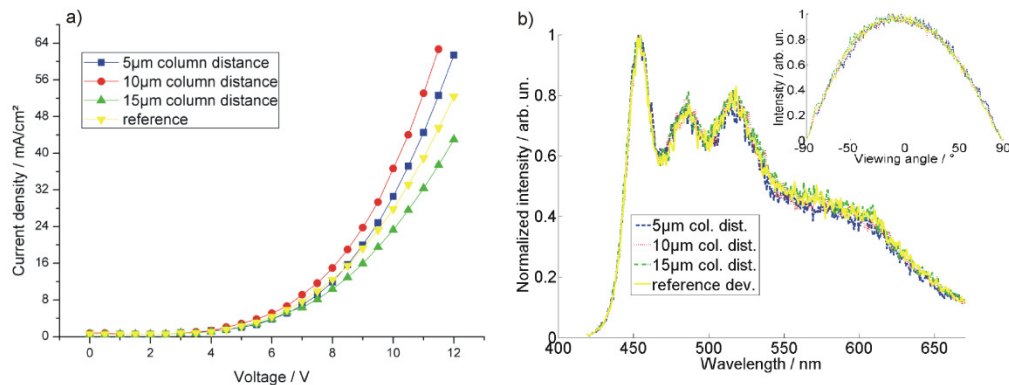 a)
Current density / mA/cm²
64
56
48
40
32
24
16
8
0
5µm column distance
10µm column distance
15µm column distance
reference
0 2 4 6 8 10 12
Voltage / V
b)
Normalized intensity / arb. un.
1
0.8
0.6
0.4
0.2
0
5µm col. dist.
10µm col. dist.
15µm col. dist.
reference dev.
400 450 500 550 600 650
Wavelength / nm
Intensity / arb. un.
1
0.8
0.6
0.4
0.2
0
-90 -50 0 50 90
Viewing angle / °